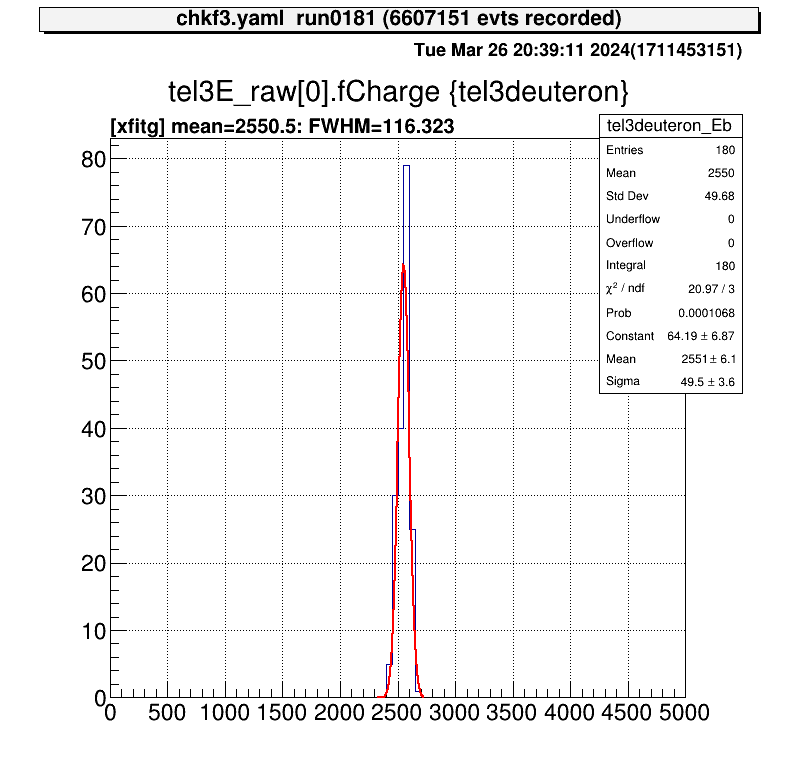 chkf3.yaml  run0181 (6607151 evts recorded)
Tue Mar 26 20:39:11 2024(1711453151)
tel3E_raw[0].fCharge {tel3deuteron}
[xfitg] mean=2550.5: FWHM=116.323
tel3deuteron_Eb
Entries 180
Mean 2550
Std Dev 49.68
Underflow 0
Overflow 0
Integral 180
χ² / ndf 20.97 / 3
Prob 0.0001068
Constant 64.19 ± 6.87
Mean 2551 ± 6.1
Sigma 49.5 ± 3.6
80
70
60
50
40
30
20
10
0
0 500 1000 1500 2000 2500 3000 3500 4000 4500 5000